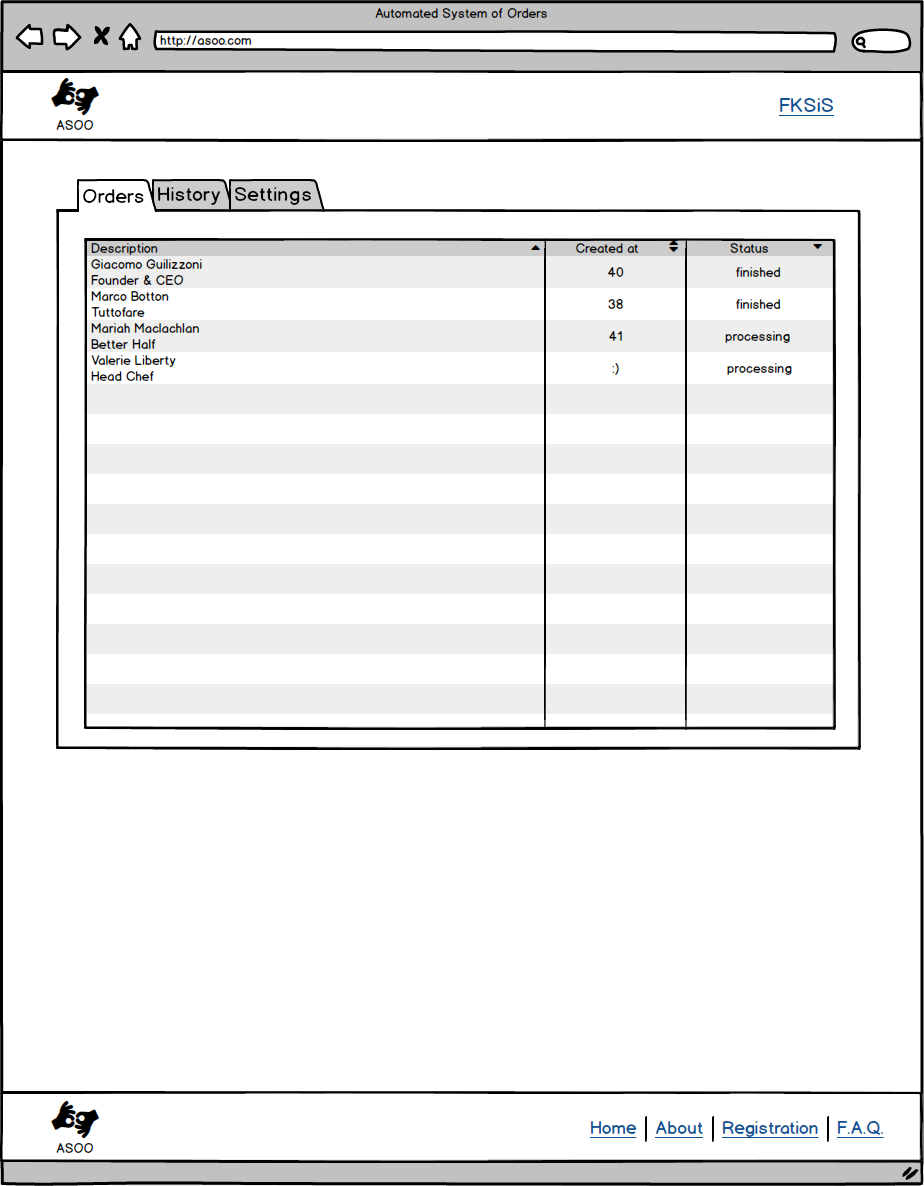 Automated System of Orders
http://asoo.com
ASOO
FKSiS
Orders History Settings
Description Created at Status
Giacomo Guilizzoni
Founder & CEO
40 finished
Marco Botton
Tuttofare
38 finished
Mariah Maclachlan
Better Half
41 processing
Valerie Liberty
Head Chef
:) processing
ASOO
Home About Registration F.A.Q.